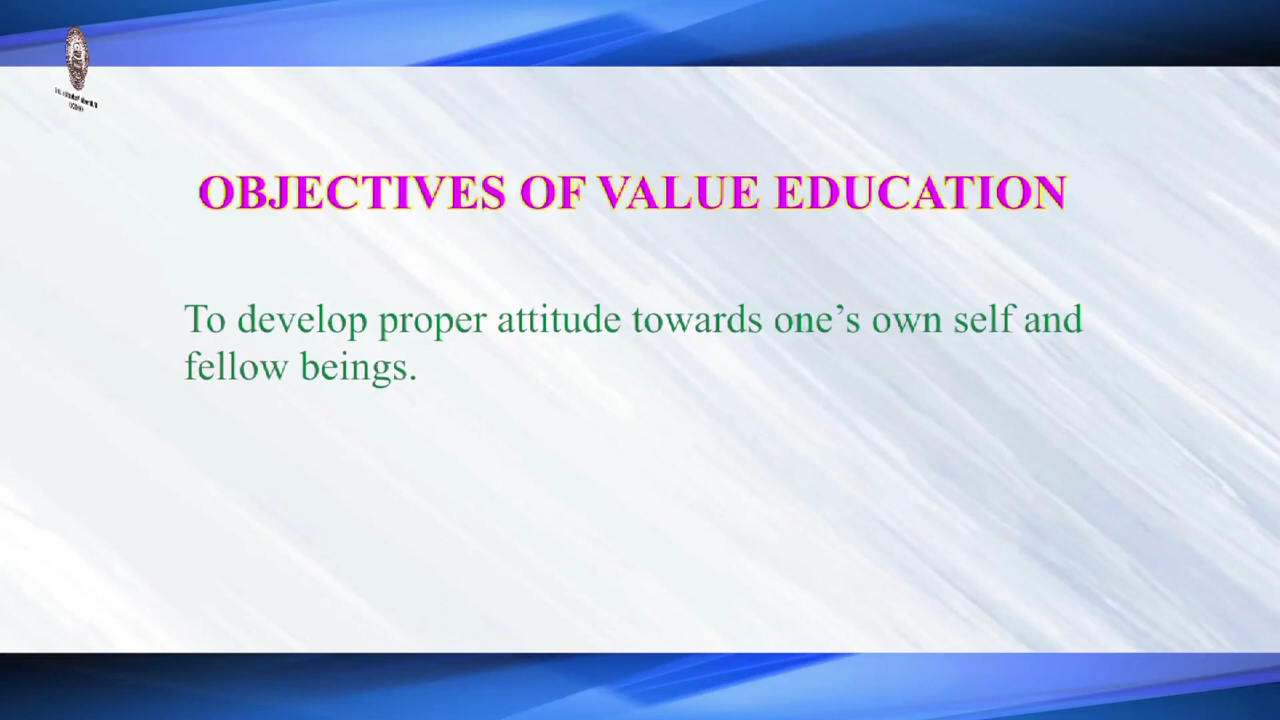 OBJECTIVES OF VALUE EDUCATION
To develop proper attitude towards one’s own self and
fellow beings.